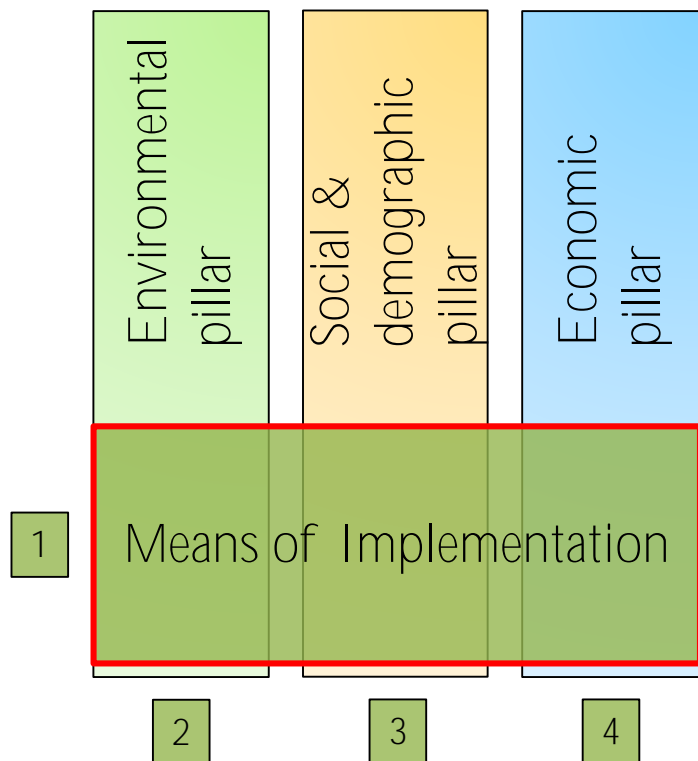 Environmental
pillar
Social &
demographic
pillar
Economic
pillar
1
Means of Implementation
2
3
4